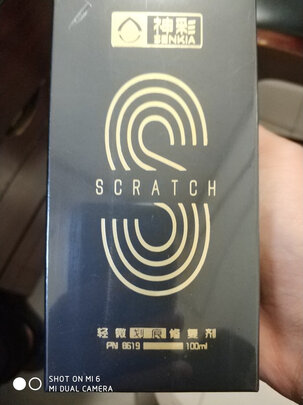 神彩
SENKIA
SCRATCH
轻微划痕修复剂
PN 8619 100ml
SHOT ON MI 6
MI DUAL CAMERA